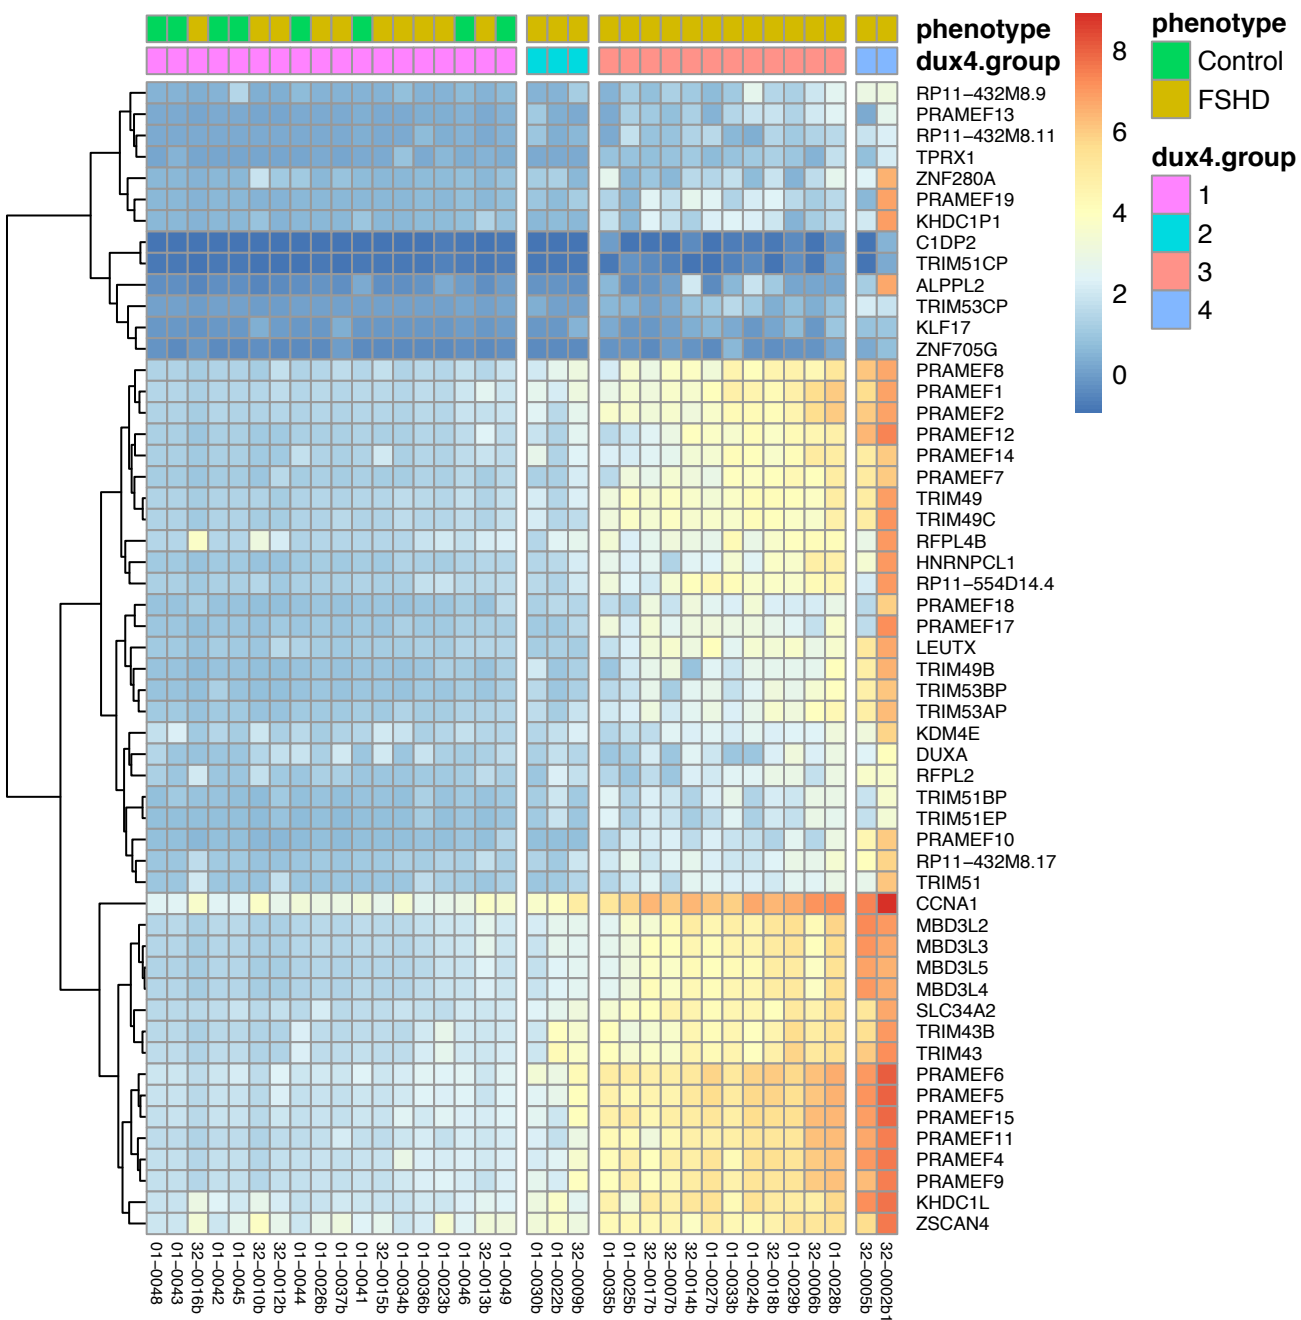 phenotype
dux4.group
RP11−432M8.9
PRAMEF13
RP11−432M8.11
TPRX1
ZNF280A
PRAMEF19
KHDC1P1
C1DP2
TRIM51CP
ALPPL2
TRIM53CP
KLF17
ZNF705G
PRAMEF8
PRAMEF1
PRAMEF2
PRAMEF12
PRAMEF14
PRAMEF7
TRIM49
TRIM49C
RFPL4B
HNRNPCL1
RP11−554D14.4
PRAMEF18
PRAMEF17
LEUTX
TRIM49B
TRIM53BP
TRIM53AP
KDM4E
DUXA
RFPL2
TRIM51BP
TRIM51EP
PRAMEF10
RP11−432M8.17
TRIM51
CCNA1
MBD3L2
MBD3L3
MBD3L5
MBD3L4
SLC34A2
TRIM43B
TRIM43
PRAMEF6
PRAMEF5
PRAMEF15
PRAMEF11
PRAMEF4
PRAMEF9
KHDC1L
ZSCAN4
01−0048
01−0043
32−0016b
01−0042
01−0045
32−0010b
32−0012b
01−0044
01−0026b
01−0037b
01−0041
32−0015b
01−0034b
01−0036b
01−0023b
01−0046
32−0013b
01−0049
01−0030b
01−0022b
32−0009b
01−0035b
01−0025b
32−0017b
32−0007b
32−0014b
01−0027b
01−0033b
01−0024b
32−0018b
01−0029b
32−0006b
01−0028b
32−0005b
32−0002b1
8
6
4
2
0
phenotype
Control
FSHD
dux4.group
1
2
3
4